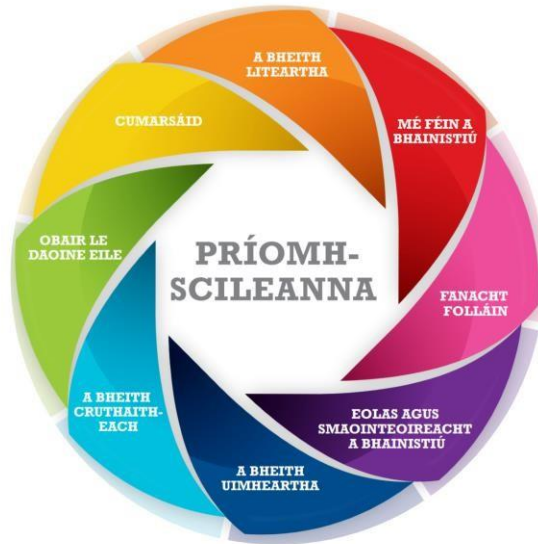 A BHEITH
LITEARTHA
MÉ FÉIN A
BHAINISTIÚ
FANACHT
FOLLÁIN
EOLAS AGUS
SMAOINTEOIREACHT
A BHAINISTIÚ
A BHEITH
UIMHEARTHA
A BHEITH
CRUTHAITH-
EACH
OBAIR LE
DAOINE EILE
CUMARSÁID
PRÍOMH-
SCILEANNA